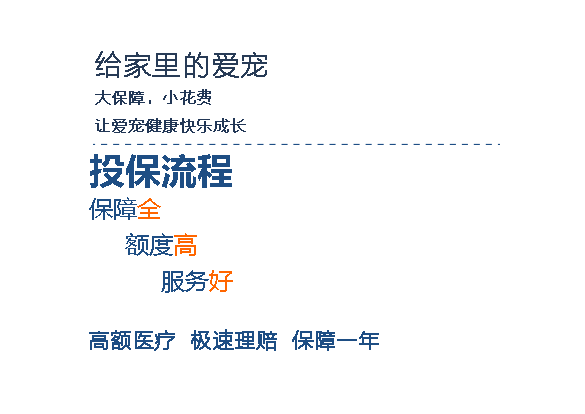 给家里的爱宠
大保障，小花费
让爱宠健康快乐成长
投保流程
保障全
额度高
服务好
高额医疗 极速理赔 保障一年